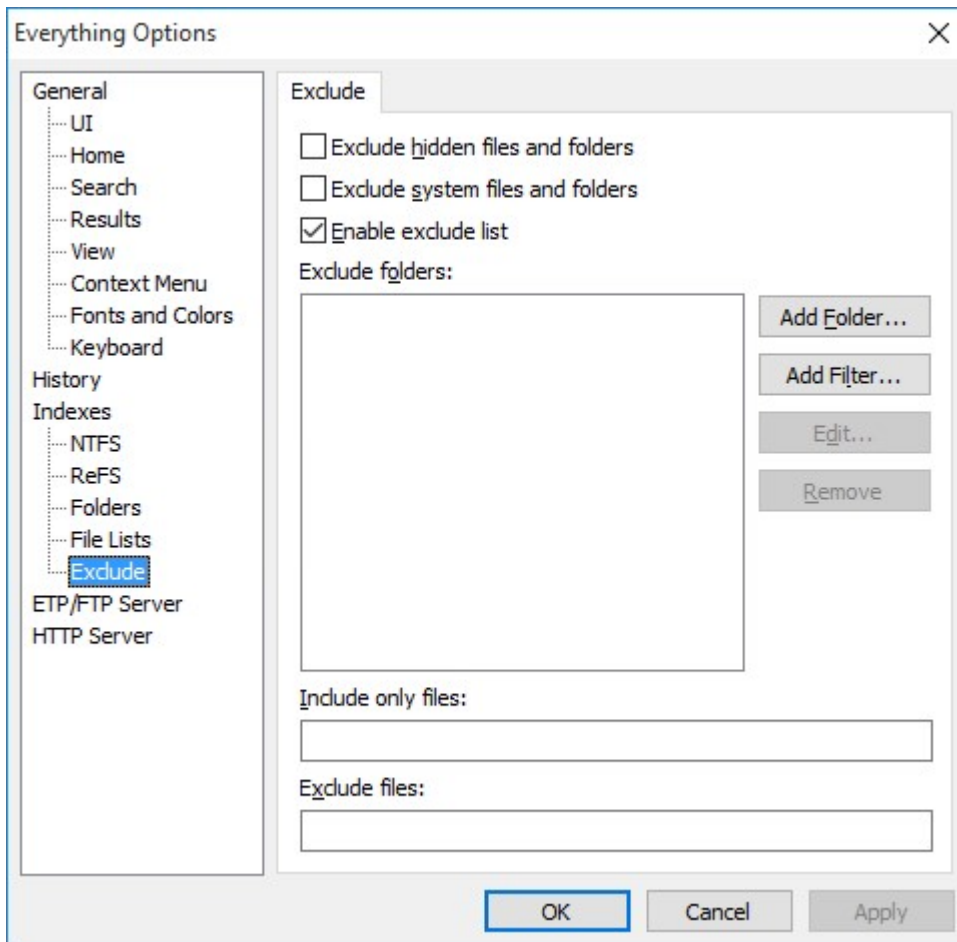 Everything Options
General
UI
Home
Search
Results
View
Context Menu
Fonts and Colors
Keyboard
History
Indexes
NTFS
ReFS
Folders
File Lists
Exclude
ETP/FTP Server
HTTP Server
Exclude
Exclude hidden files and folders
Exclude system files and folders
Enable exclude list
Exclude folders:
Add Folder...
Add Filter...
Edit...
Remove
Include only files:
Exclude files:
OK
Cancel
Apply